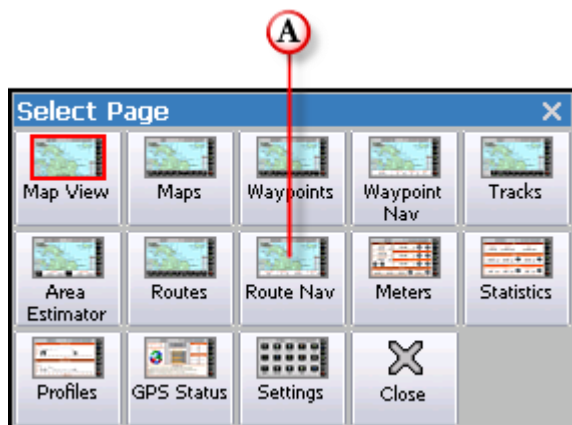 A
Select Page
Map View
Maps
Waypoints
Waypoint
Nav
Tracks
Area
Estimator
Routes
Route Nav
Meters
Statistics
Profiles
GPS Status
Settings
Close